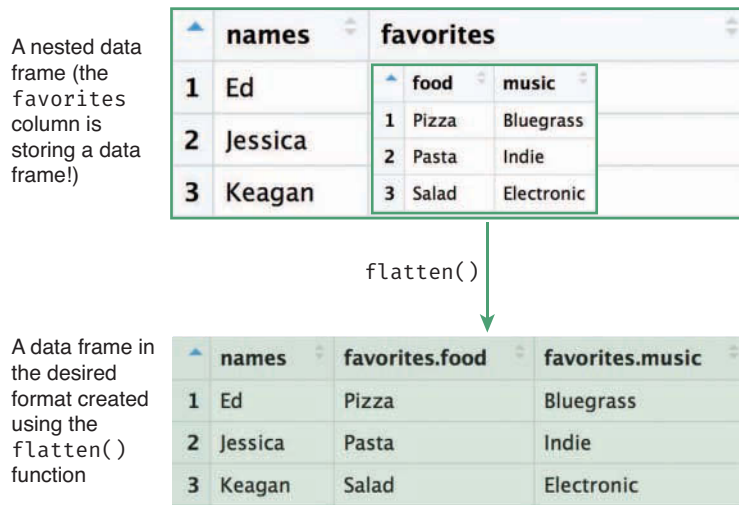 A nested data
frame (the
favorites
column is
storing a data
frame!)
names favorites
1 Ed
2 Jessica
3 Keagan
food music
1 Pizza Bluegrass
2 Pasta Indie
3 Salad Electronic
flatten()
A data frame in
the desired
format created
using the
flatten()
function
names favorites.food favorites.music
1 Ed Pizza Bluegrass
2 Jessica Pasta Indie
3 Keagan Salad Electronic